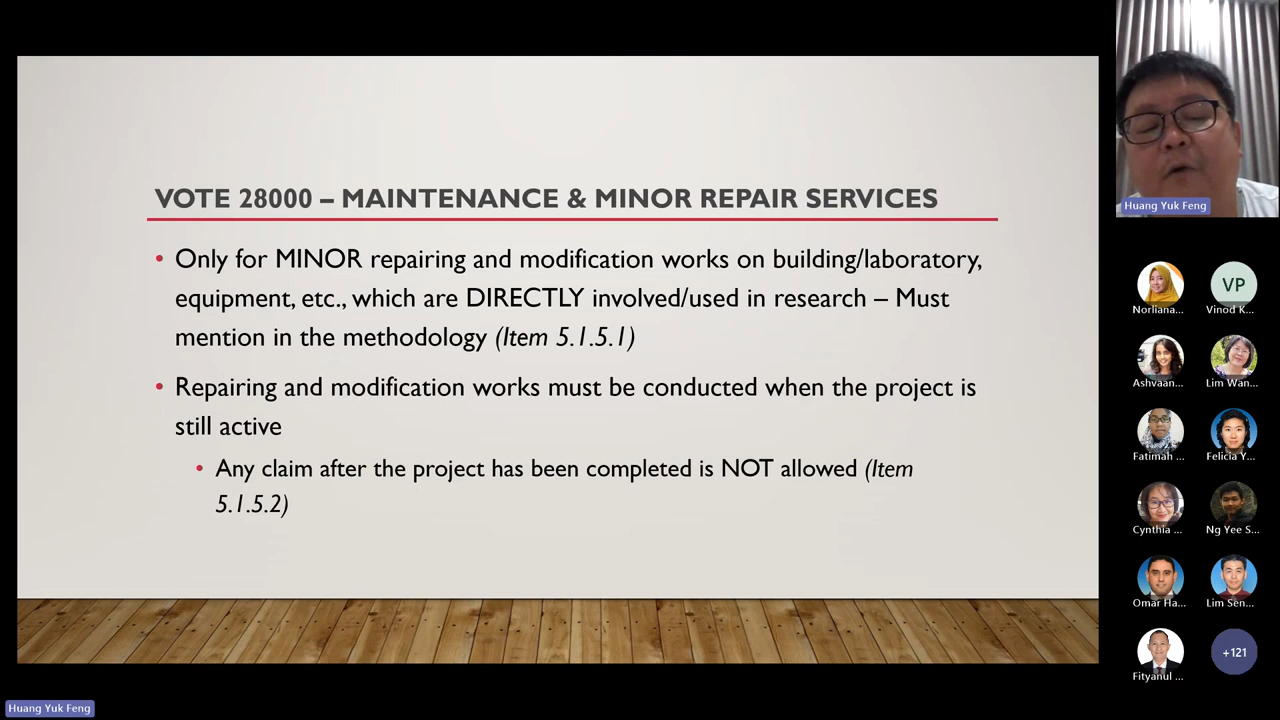 VOTE 28000 – MAINTENANCE & MINOR REPAIR SERVICES
• Only for MINOR repairing and modification works on building/laboratory,
equipment, etc., which are DIRECTLY involved/used in research – Must
mention in the methodology (Item 5.1.5.1)
• Repairing and modification works must be conducted when the project is
still active
• Any claim after the project has been completed is NOT allowed (Item
5.1.5.2)
Huang Yuk Feng
VP
Norliana... Vinod K...
Ashvaan... Lim Wan...
Fatimah ... Felicia Y...
Cynthia ... Ng Yee S...
Omar Ha... Lim Sen...
+121
Fityanul ...
Huang Yuk Feng